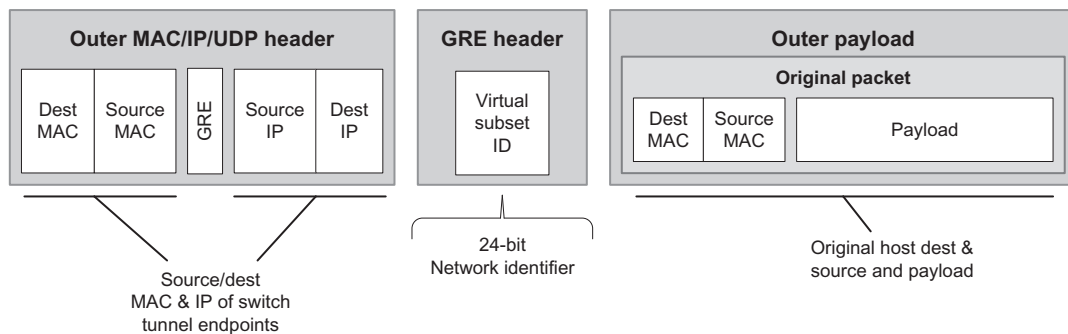 Outer MAC/IP/UDP header
Dest
MAC
Source
MAC
GRE
Source
IP
Dest
IP
GRE header
Virtual
subset
ID
Outer payload
Original packet
Dest
MAC
Source
MAC
Payload
Source/dest
MAC & IP of switch
tunnel endpoints
24-bit
Network identifier
Original host dest &
source and payload